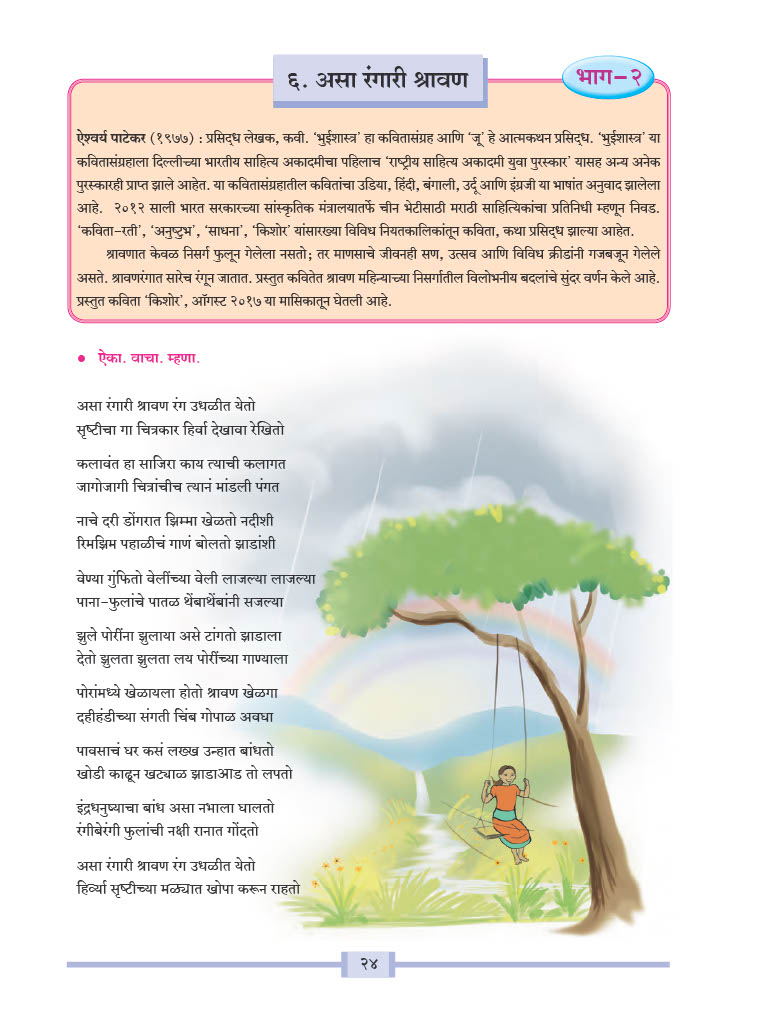 ६. असा रंगारी श्रावण
भाग-२
ऐश्वर्य पाटेकर (१९७७) : प्रसिद्ध लेखक, कवी. ‘भुईशास्त्र’ हा कवितासंग्रह आणि ‘जू’ हे आत्मकथन प्रसिद्ध. ‘भुईशास्त्र’ या
कवितासंग्रहाला दिल्लीच्या भारतीय साहित्य अकादमीचा पहिलाच ‘राष्ट्रीय साहित्य अकादमी युवा पुरस्कार’ यासह अन्य अनेक
पुरस्कारही प्राप्त झाले आहेत. या कवितासंग्रहातील कवितांचा उडिया, हिंदी, बंगाली, उर्दू आणि इंग्रजी या भाषांत अनुवाद झालेला
आहे. २०१२ साली भारत सरकारच्या सांस्कृतिक मंत्रालयातर्फे चीन भेटीसाठी मराठी साहित्यिकांचा प्रतिनिधी म्हणून निवड.
‘कविता-रती’, ‘अनुष्टुभ’, ‘साधना’, ‘किशोर’ यांसारख्या विविध नियतकालिकांतून कविता, कथा प्रसिद्ध झाल्या आहेत.
श्रावणात केवळ निसर्ग फुलून गेलेला नसतो; तर माणसाचे जीवनही सण, उत्सव आणि विविध क्रीडांनी गजबजून गेलेले
असते. श्रावणरंगात सारेच रंगून जातात. प्रस्तुत कवितेत श्रावण महिन्याच्या निसर्गातील विलोभनीय बदलांचे सुंदर वर्णन केले आहे.
प्रस्तुत कविता ‘किशोर’, ऑगस्ट २०१७ या मासिकातून घेतली आहे.
● ऐका. वाचा. म्हणा.
असा रंगारी श्रावण रंग उधळीत येतो
सृष्टीचा गा चित्रकार हिर्वा देखावा रेखितो
कलावंत हा साजिरा काय त्याची कलागत
जागोजागी चित्रांचीच त्यानं मांडली पंगत
नाचे दरी डोंगरात झिम्मा खेळतो नदीशी
रिमझिम पहाळीचं गाणं बोलतो झाडांशी
वेण्या गुंफितो वेलींच्या वेली लाजल्या लाजल्या
पाना-फुलांचे पातळ थेंबाथेंबांनी सजल्या
झुले पोरींना झुलाया असे टांगतो झाडाला
देतो झुलता झुलता लय पोरींच्या गाण्याला
पोरांमध्ये खेळायला होतो श्रावण खेळगा
दहीहंडीच्या संगती चिंब गोपाळ अवघा
पावसाचं घर कसं लख्ख उन्हात बांधतो
खोडी काढून खट्याळ झाडाआड तो लपतो
इंद्रधनुष्याचा बांध असा नभाला घालतो
रंगीबेरंगी फुलांची नक्षी रानात गोंदतो
असा रंगारी श्रावण रंग उधळीत येतो
हिर्व्या सृष्टीच्या मळ्यात खोपा करून राहतो
२४